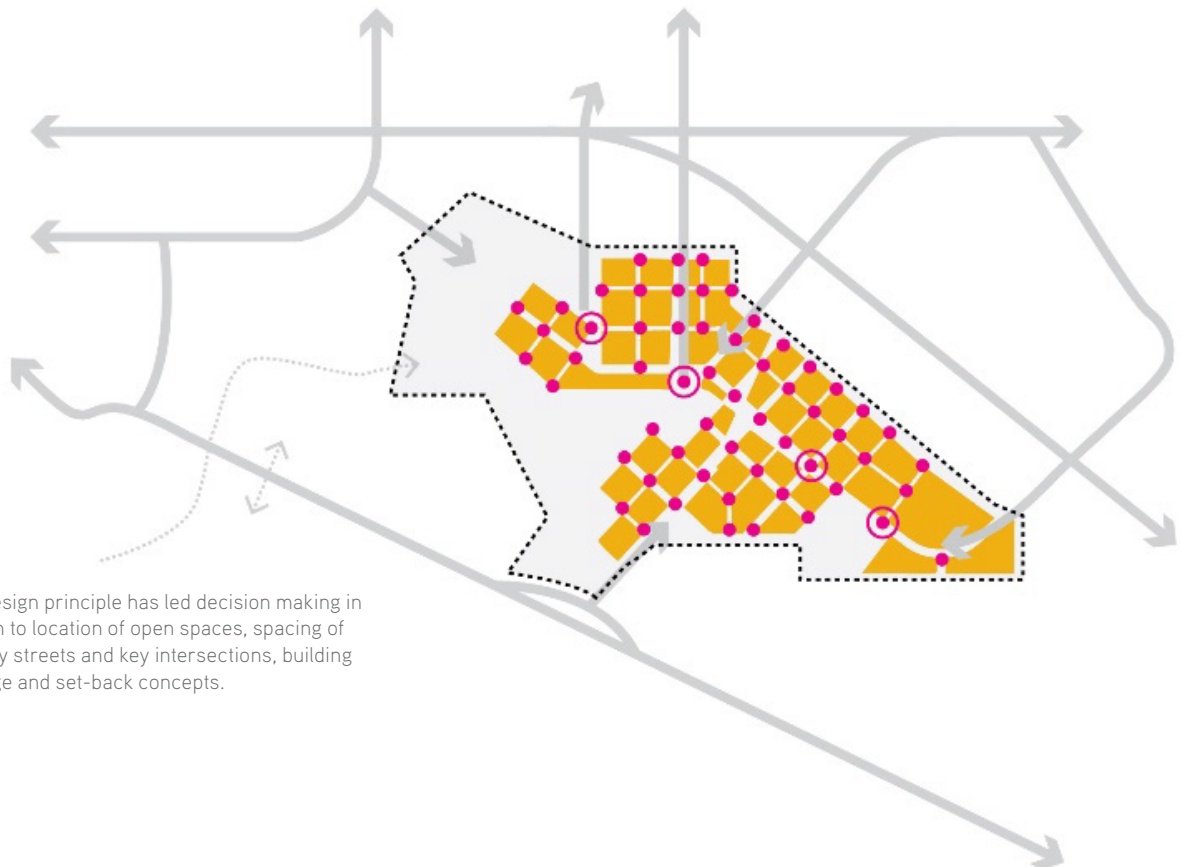 esign principle has led decision making in
n to location of open spaces, spacing of
y streets and key intersections, building
ge and set-back concepts.